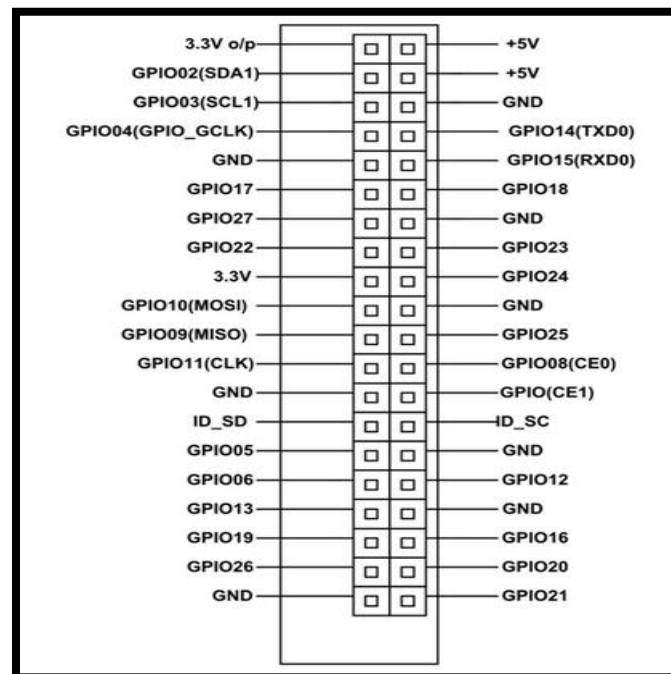 3.3V o/p +5V
GPIO02(SDA1) +5V
GPIO03(SCL1) GND
GPIO04(GPIO_GCLK) GPIO14(TXD0)
GND GPIO15(RXD0)
GPIO17 GPIO18
GPIO27 GND
GPIO22 GPIO23
3.3V GPIO24
GPIO10(MOSI) GND
GPIO09(MISO) GPIO25
GPIO11(CLK) GPIO08(CE0)
GND GPIO(CE1)
ID_SD ID_SC
GPIO05 GND
GPIO06 GPIO12
GPIO13 GND
GPIO19 GPIO16
GPIO26 GPIO20
GND GPIO21